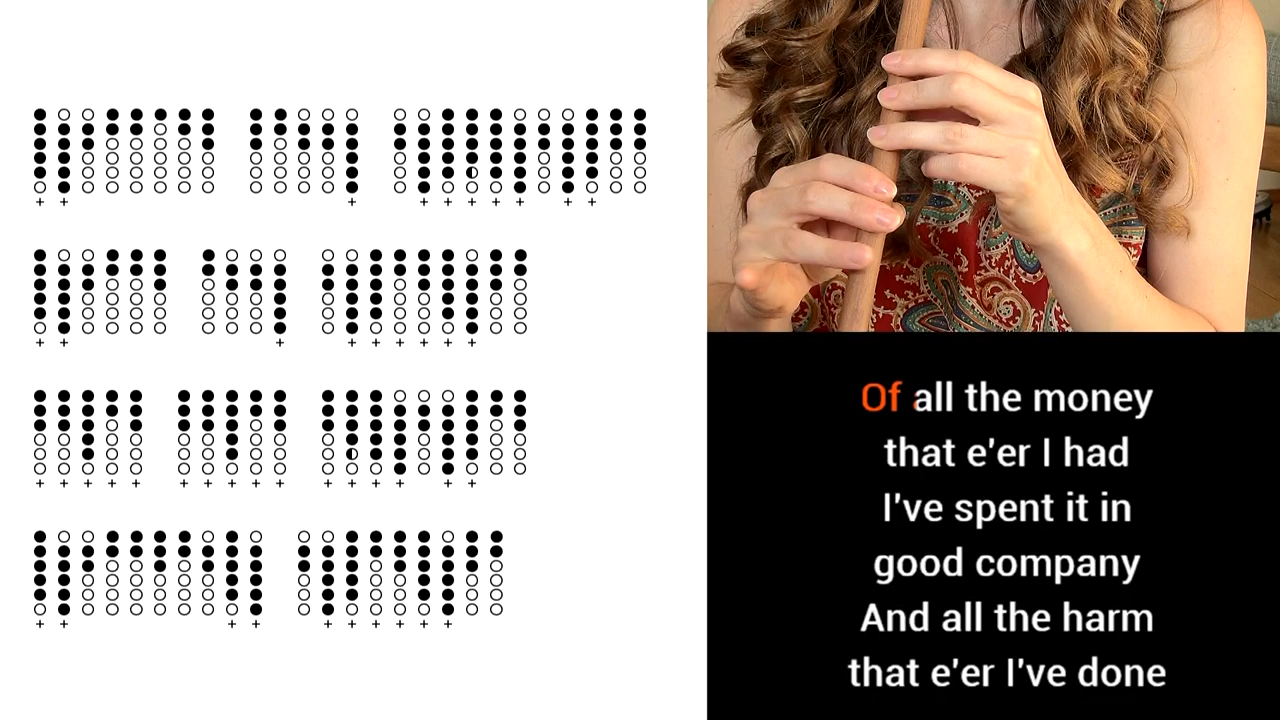 Of all the money
that e'er I had
I've spent it in
good company
And all the harm
that e'er I've done